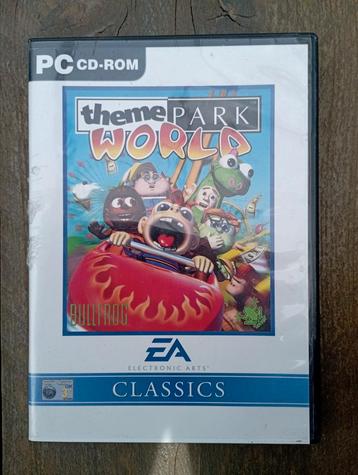 PC CD-ROM
theme PARK
WORLD
BULLFROG
EA
ELECTRONIC ARTS
CLASSICS